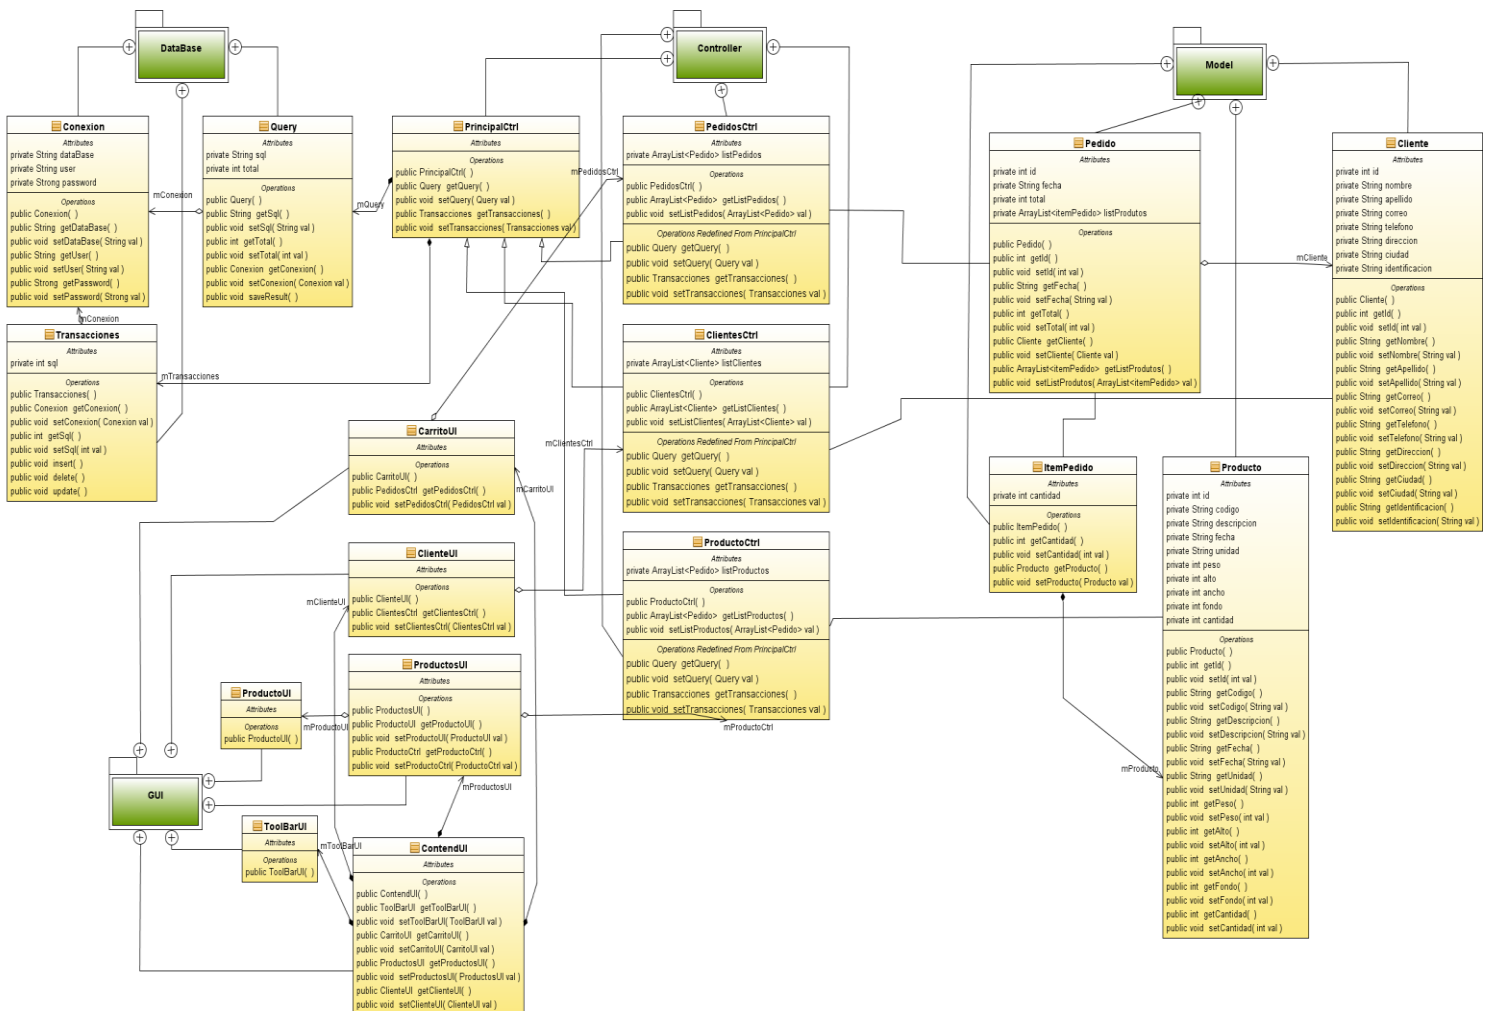 DataBase
Controller
Model
Conexion
Attributes
private String dataBase
private String user
private Strong password
Operations
public Conexion( )
public String getDataBase( )
public void setDataBase( String val )
public String getUser( )
public void setUser( String val )
public Strong getPassword( )
public void setPassword( Strong val )
mConexion
Query
Attributes
private String sql
private int total
Operations
public Query( )
public String getSql( )
public void setSql( String val )
public int getTotal( )
public void setTotal( int val )
public Conexion getConexion( )
public void setConexion( Conexion val )
public void saveResult( )
mQuery
PrincipalCtrl
Attributes
Operations
public PrincipalCtrl( )
public Query getQuery( )
public void setQuery( Query val )
public Transacciones getTransacciones( )
public void setTransacciones( Transacciones val )
mPedidosCtrl
PedidosCtrl
Attributes
private ArrayList<Pedido> listPedidos
Operations
public PedidosCtrl( )
public ArrayList<Pedido> getListPedidos( )
public void setListPedidos( ArrayList<Pedido> val )
Operations Redefined From PrincipalCtrl
public Query getQuery( )
public void setQuery( Query val )
public Transacciones getTransacciones( )
public void setTransacciones( Transacciones val )
Pedido
Attributes
private int id
private String fecha
private int total
private ArrayList<itemPedido> listProdutos
Operations
public Pedido( )
public int getId( )
public void setId( int val )
public String getFecha( )
public void setFecha( String val )
public int getTotal( )
public void setTotal( int val )
public Cliente getCliente( )
public void setCliente( Cliente val )
public ArrayList<itemPedido> getListProdutos( )
public void setListProdutos( ArrayList<itemPedido> val )
mCliente
Cliente
Attributes
private int id
private String nombre
private String apellido
private String correo
private String telefono
private String direccion
private String ciudad
private String identificacion
Operations
public Cliente( )
public int getId( )
public void setId( int val )
public String getNombre( )
public void setNombre( String val )
public String getApellido( )
public void setApellido( String val )
public String getCorreo( )
public void setCorreo( String val )
public String getTelefono( )
public void setTelefono( String val )
public String getDireccion( )
public void setDireccion( String val )
public String getCiudad( )
public void setCiudad( String val )
public String getIdentificacion( )
public void setIdentificacion( String val )
mConexion
Transacciones
Attributes
private int sql
Operations
public Transacciones( )
public Conexion getConexion( )
public void setConexion( Conexion val )
public int getSql( )
public void setSql( int val )
public void insert( )
public void delete( )
public void update( )
mTransacciones
ClientesCtrl
Attributes
private ArrayList<Cliente> listClientes
Operations
public ClientesCtrl( )
public ArrayList<Cliente> getListClientes( )
public void setListClientes( ArrayList<Cliente> val )
Operations Redefined From PrincipalCtrl
public Query getQuery( )
public void setQuery( Query val )
public Transacciones getTransacciones( )
public void setTransacciones( Transacciones val )
mClientesCtrl
CarritoUI
Attributes
Operations
public CarritoUI( )
public PedidosCtrl getPedidosCtrl( )
public void setPedidosCtrl( PedidosCtrl val )
mCarritoUI
ItemPedido
Attributes
private int cantidad
Operations
public ItemPedido( )
public int getCantidad( )
public void setCantidad( int val )
public Producto getProducto( )
public void setProducto( Producto val )
Producto
Attributes
private int id
private String codigo
private String descripcion
private String fecha
private String unidad
private int peso
private int alto
private int ancho
private int fondo
private int cantidad
Operations
public Producto( )
public int getId( )
public void setId( int val )
public String getCodigo( )
public void setCodigo( String val )
public String getDescripcion( )
public void setDescripcion( String val )
public String getFecha( )
public void setFecha( String val )
public String getUnidad( )
public void setUnidad( String val )
public int getPeso( )
public void setPeso( int val )
public int getAlto( )
public void setAlto( int val )
public int getAncho( )
public void setAncho( int val )
public int getFondo( )
public void setFondo( int val )
public int getCantidad( )
public void setCantidad( int val )
mProducto
ClienteUI
Attributes
Operations
public ClienteUI( )
public ClientesCtrl getClientesCtrl( )
public void setClientesCtrl( ClientesCtrl val )
mClienteUI
ProductoCtrl
Attributes
private ArrayList<Pedido> listProductos
Operations
public ProductoCtrl( )
public ArrayList<Pedido> getListProductos( )
public void setListProductos( ArrayList<Pedido> val )
Operations Redefined From PrincipalCtrl
public Query getQuery( )
public void setQuery( Query val )
public Transacciones getTransacciones( )
public void setTransacciones( Transacciones val )
mProductoCtrl
ProductosUI
Attributes
Operations
public ProductosUI( )
public ProductoUI getProductoUI( )
public void setProductoUI( ProductoUI val )
public ProductoCtrl getProductoCtrl( )
public void setProductoCtrl( ProductoCtrl val )
mProductosUI
ProductoUI
Attributes
Operations
public ProductoUI( )
mProductoUI
GUI
ToolBarUI
Attributes
Operations
public ToolBarUI( )
mToolBarUI
ContendUI
Attributes
Operations
public ContendUI( )
public ToolBarUI getToolBarUI( )
public void setToolBarUI( ToolBarUI val )
public CarritoUI getCarritoUI( )
public void setCarritoUI( CarritoUI val )
public ProductosUI getProductosUI( )
public void setProductosUI( ProductosUI val )
public ClienteUI getClienteUI( )
public void setClienteUI( ClienteUI val )